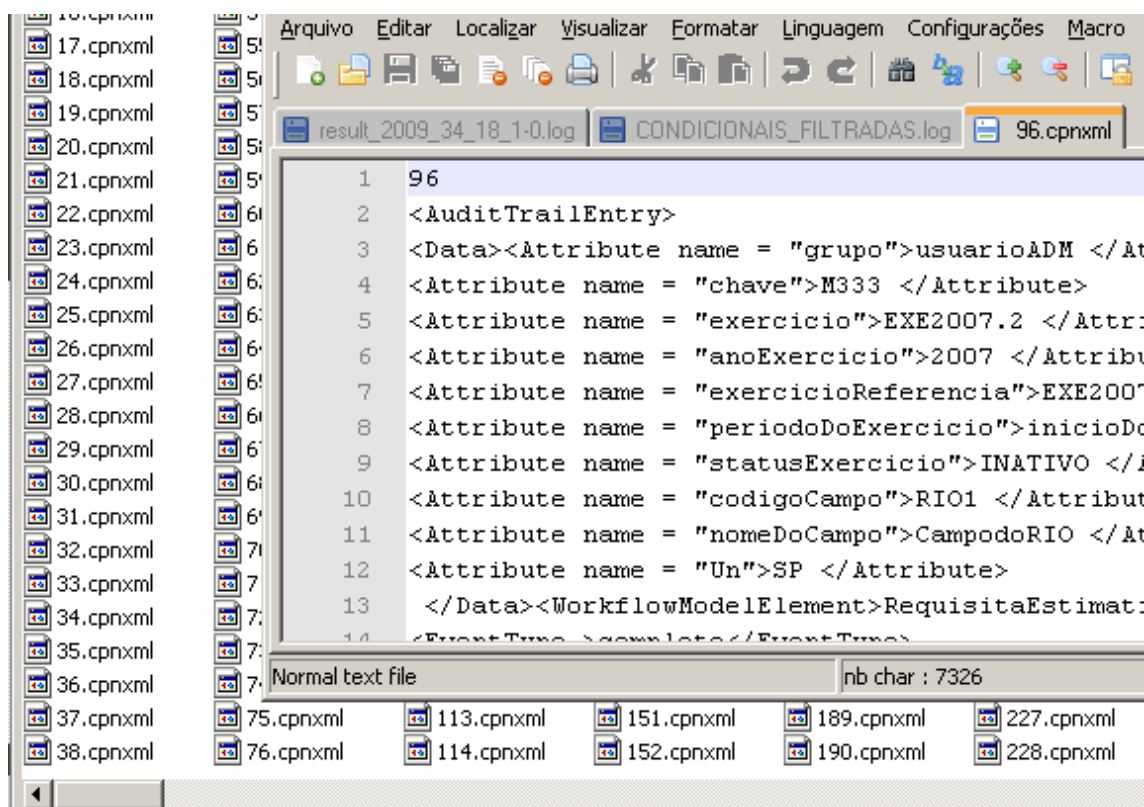 Arquivo Editar Localizar Visualizar Formatar Linguagem Configurações Macro
result_2009_34_18_1-0.log CONDICIONAIS_FILTRADAS.log 96.cpnxml
1 96
2 <AuditTrailEntry>
3 <Data><Attribute name = "grupo">usuarioADM </At
4 <Attribute name = "chave">M333 </Attribute>
5 <Attribute name = "exercicio">EXE2007.2 </Attri
6 <Attribute name = "anoExercicio">2007 </Attribu
7 <Attribute name = "exercicioReferencia">EXE2007
8 <Attribute name = "periodoDoExercicio">inicioDo
9 <Attribute name = "statusExercicio">INATIVO </A
10 <Attribute name = "codigoCampo">RIO1 </Attribut
11 <Attribute name = "nomeDoCampo">CampodoRIO </At
12 <Attribute name = "Un">SP </Attribute>
13 </Data><WorkflowModelElement>RequisitaEstimati
14 <EventType >complete</EventType>
Normal text file nb char : 7326
17.cpnxml
18.cpnxml
19.cpnxml
20.cpnxml
21.cpnxml
22.cpnxml
23.cpnxml
24.cpnxml
25.cpnxml
26.cpnxml
27.cpnxml
28.cpnxml
29.cpnxml
30.cpnxml
31.cpnxml
32.cpnxml
33.cpnxml
34.cpnxml
35.cpnxml
36.cpnxml
37.cpnxml 75.cpnxml 113.cpnxml 151.cpnxml 189.cpnxml 227.cpnxml
38.cpnxml 76.cpnxml 114.cpnxml 152.cpnxml 190.cpnxml 228.cpnxml